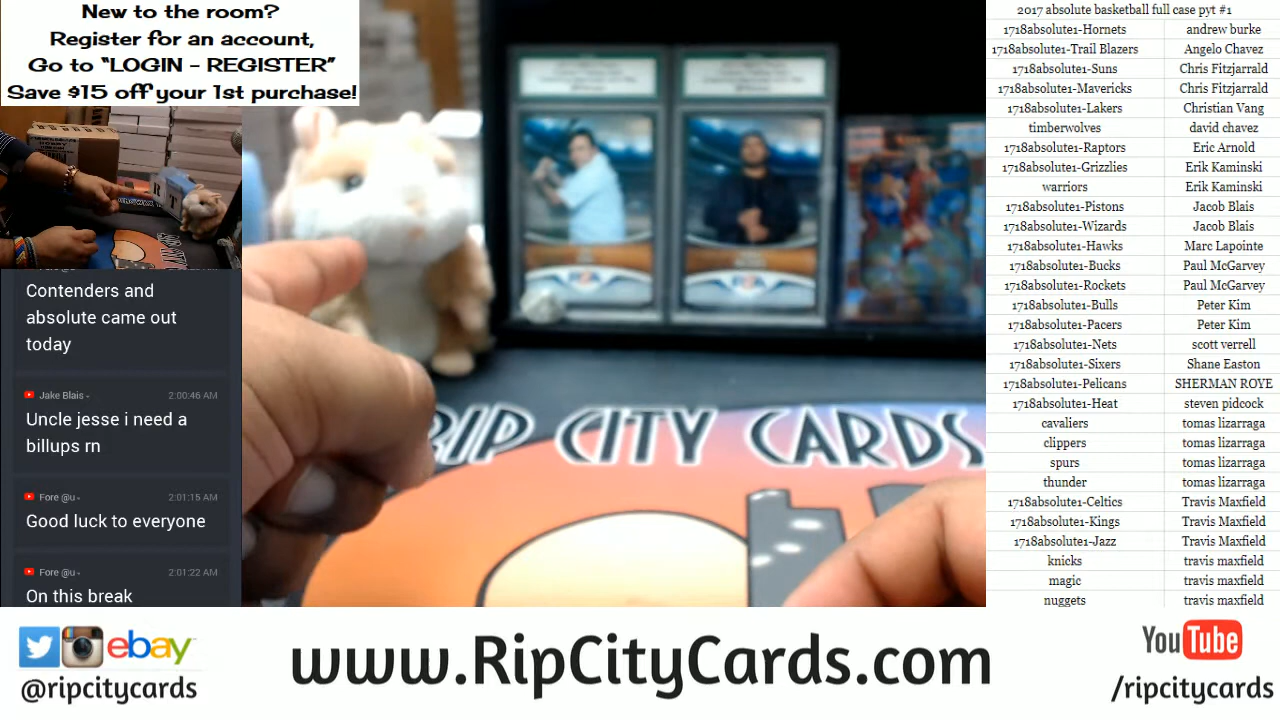 New to the room?
Register for an account,
Go to “LOGIN - REGISTER”
Save $15 off your 1st purchase!
Contenders and
absolute came out
today
Jake Blais
2:00:46 AM
Uncle jesse i need a
billups rn
Fore @u
2:01:15 AM
Good luck to everyone
Fore @u
2:01:22 AM
On this break
RIP CITY CARDS
2017 absolute basketball full case pyt #1
1718absolute1-Hornets andrew burke
1718absolute1-Trail Blazers Angelo Chavez
1718absolute1-Suns Chris Fitzjarrald
1718absolute1-Mavericks Chris Fitzjarrald
1718absolute1-Lakers Christian Vang
timberwolves david chavez
1718absolute1-Raptors Eric Arnold
1718absolute1-Grizzlies Erik Kaminski
warriors Erik Kaminski
1718absolute1-Pistons Jacob Blais
1718absolute1-Wizards Jacob Blais
1718absolute1-Hawks Marc Lapointe
1718absolute1-Bucks Paul McGarvey
1718absolute1-Rockets Paul McGarvey
1718absolute1-Bulls Peter Kim
1718absolute1-Pacers Peter Kim
1718absolute1-Nets scott verrell
1718absolute1-Sixers Shane Easton
1718absolute1-Pelicans SHERMAN ROYE
1718absolute1-Heat steven pidcock
cavaliers tomas lizarraga
clippers tomas lizarraga
spurs tomas lizarraga
thunder tomas lizarraga
1718absolute1-Celtics Travis Maxfield
1718absolute1-Kings Travis Maxfield
1718absolute1-Jazz Travis Maxfield
knicks travis maxfield
magic travis maxfield
nuggets travis maxfield
ebay
@ripcitycards
www.RipCityCards.com
YouTube
/ripcitycards